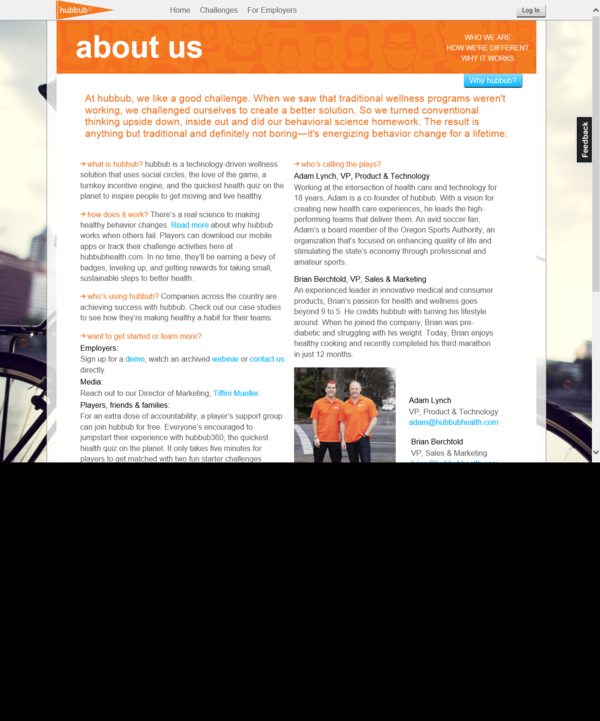 hubbub
Home
Challenges
For Employers
Log In
about us
WHO WE ARE.
HOW WE'RE DIFFERENT.
WHY IT WORKS.
Why hubbub?
Feedback
At hubbub, we like a good challenge. When we saw that traditional wellness programs weren't
working, we challenged ourselves to create a better solution. So we turned conventional
thinking upside down, inside out and did our behavioral science homework. The result is
anything but traditional and definitely not boring—it's energizing behavior change for a lifetime.
what is hubbub? hubbub is a technology-driven wellness
solution that uses social circles, the love of the game, a
turnkey incentive engine, and the quickest health quiz on the
planet to inspire people to get moving and live healthy.
how does it work? There's a real science to making
healthy behavior changes. Read more about why hubbub
works when others fail. Players can download our mobile
apps or track their challenge activities here at
hubbubhealth.com. In no time, they'll be earning a bevy of
badges, leveling up, and getting rewards for taking small,
sustainable steps to better health.
who's using hubbub? Companies across the country are
achieving success with hubbub. Check out our case studies
to see how they're making healthy a habit for their teams.
want to get started or learn more?
Employers:
Sign up for a demo, watch an archived webinar or contact us
directly.
Media:
Reach out to our Director of Marketing, Tiffini Mueller.
Players, friends & families:
For an extra dose of accountability, a player's support group
can join hubbub for free. Everyone's encouraged to
jumpstart their experience with hubbub360; the quickest
health quiz on the planet. It only takes five minutes for
players to get matched with two fun starter challenges
who's calling the plays?
Adam Lynch, VP, Product & Technology
Working at the intersection of health care and technology for
18 years, Adam is a co-founder of hubbub. With a vision for
creating new health care experiences, he leads the high-
performing teams that deliver them. An avid soccer fan,
Adam's a board member of the Oregon Sports Authority, an
organization that's focused on enhancing quality of life and
stimulating the state's economy through professional and
amateur sports.
Brian Berchtold, VP, Sales & Marketing
An experienced leader in innovative medical and consumer
products, Brian's passion for health and wellness goes
beyond 9 to 5. He credits hubbub with turning his lifestyle
around. When he joined the company, Brian was pre-
diabetic and struggling with his weight. Today, Brian enjoys
healthy cooking and recently completed his third marathon
in just 12 months.
Adam Lynch
VP, Product & Technology
adam@hubbubhealth.com
Brian Berchtold
VP, Sales & Marketing